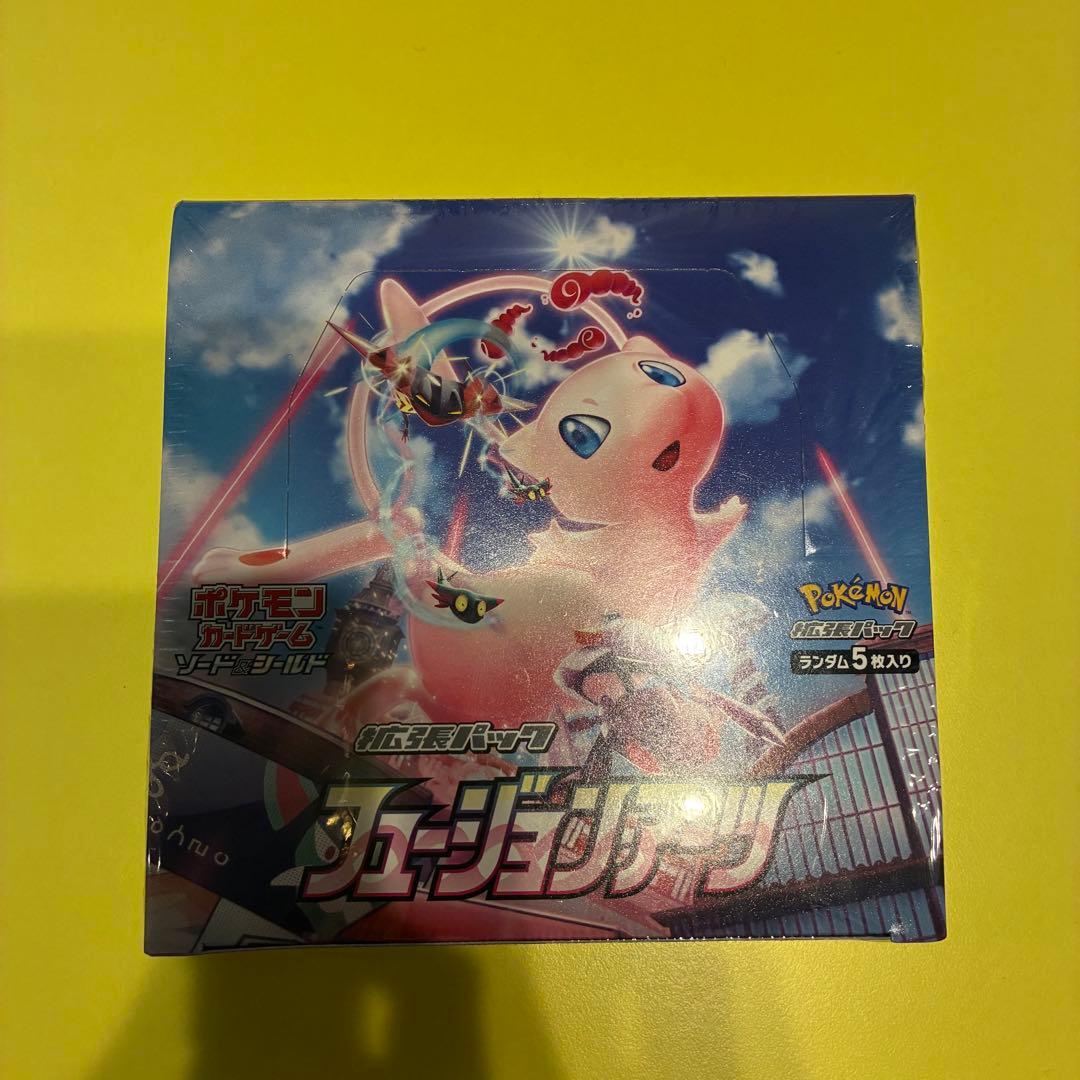 ポケモン
カードゲーム
ソード&シールド
POKÉMON
拡張パック
ランダム5枚入り
拡張パック
フュージョンアーツ